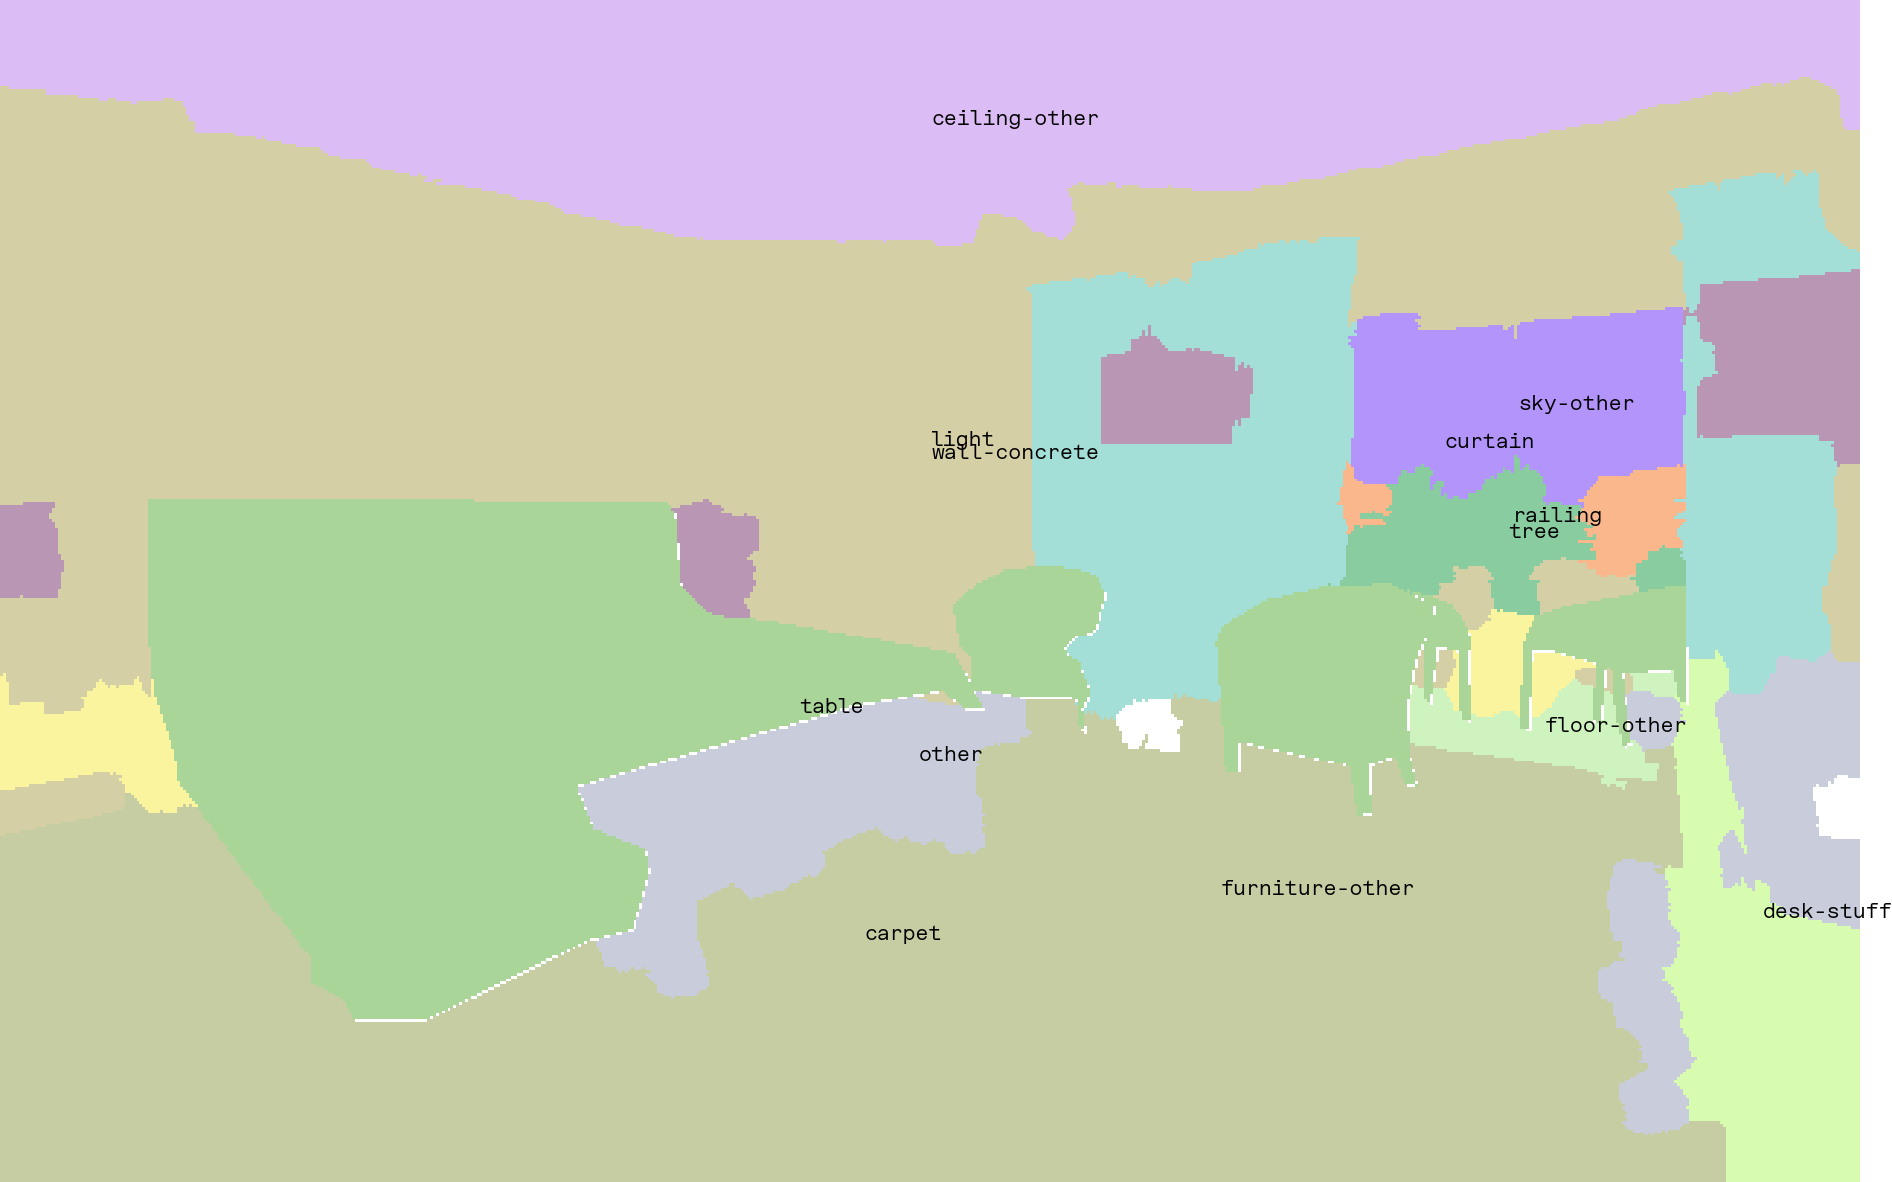 ceiling-other
sky-other
light
curtain
wall-concrete
railing
tree
table
floor-other
other
furniture-other
desk-stuff
carpet